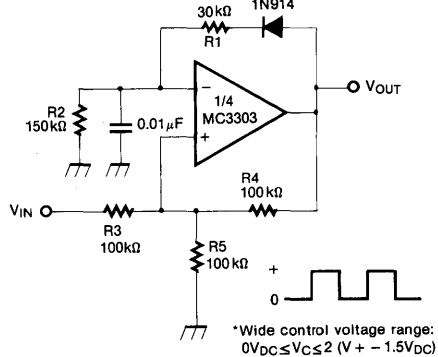 1N914
30kΩ
R1
R2
150kΩ
0.01μF
−
1/4
MC3303
+
VOUT
R4
100kΩ
VIN
R3
100kΩ
R5
100kΩ
+
0
*Wide control voltage range:
0VDC≤VC≤2 (V + − 1.5VDC)